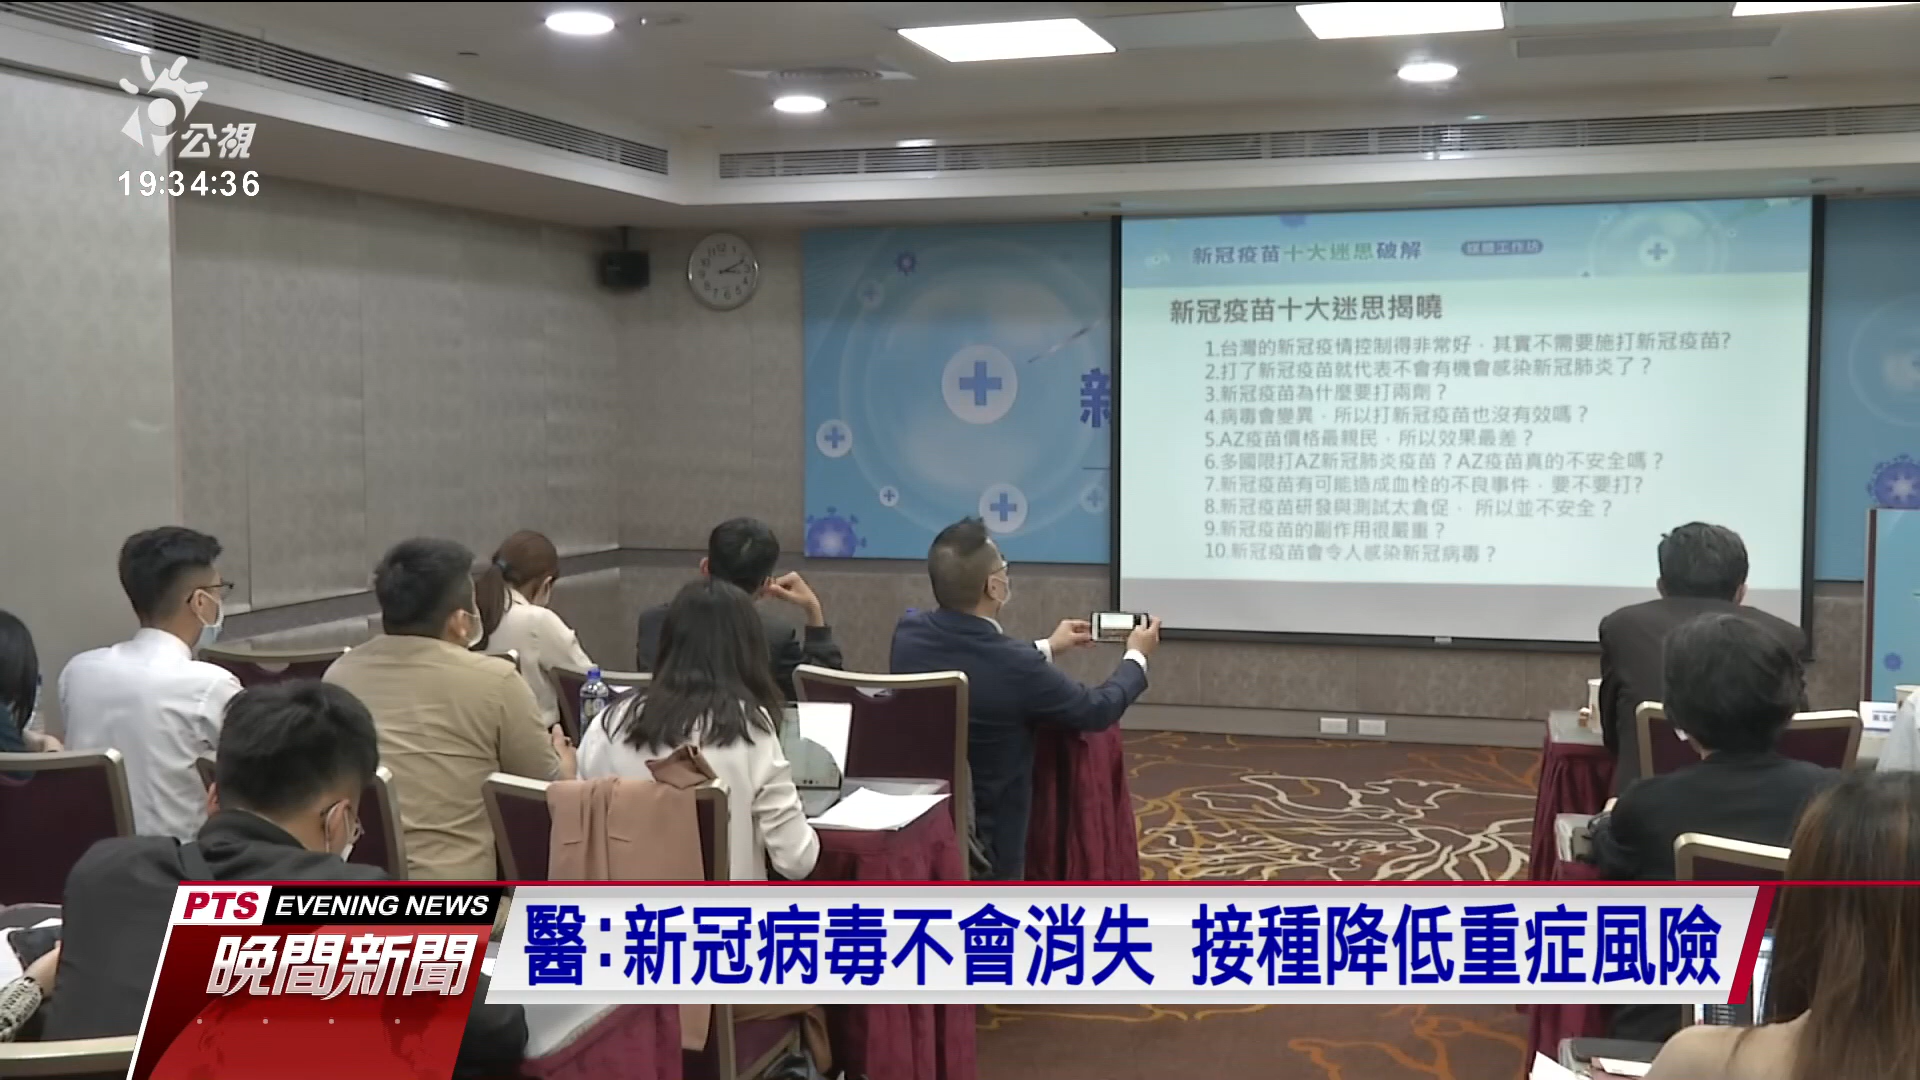 公視
19:34:36
新冠疫苗十大迷思破解 媒體工作坊
新冠疫苗十大迷思揭曉
1.台灣的新冠疫情控制得非常好，其實不需要施打新冠疫苗?
2.打了新冠疫苗就代表不會有機會感染新冠肺炎了？
3.新冠疫苗為什麼要打兩劑？
4.病毒會變異，所以打新冠疫苗也沒有效嗎？
5.AZ疫苗價格最親民，所以效果最差？
6.多國限打AZ新冠肺炎疫苗？AZ疫苗真的不安全嗎？
7.新冠疫苗有可能造成血栓的不良事件，要不要打?
8.新冠疫苗研發與測試太倉促， 所以並不安全？
9.新冠疫苗的副作用很嚴重？
10.新冠疫苗會令人感染新冠病毒？
新
PTS EVENING NEWS
晚間新聞
醫:新冠病毒不會消失 接種降低重症風險